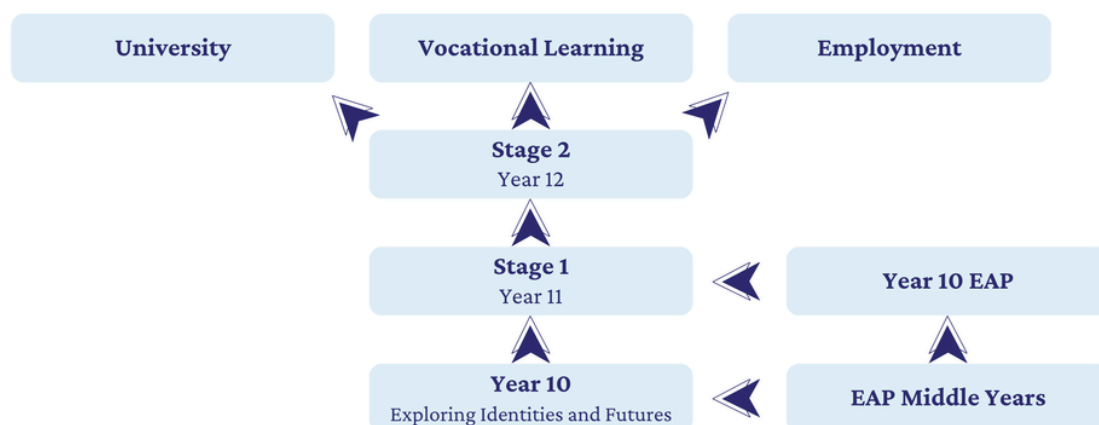 University
Vocational Learning
Employment
Stage 2
Year 12
Stage 1
Year 11
Year 10 EAP
Year 10
Exploring Identities and Futures
EAP Middle Years